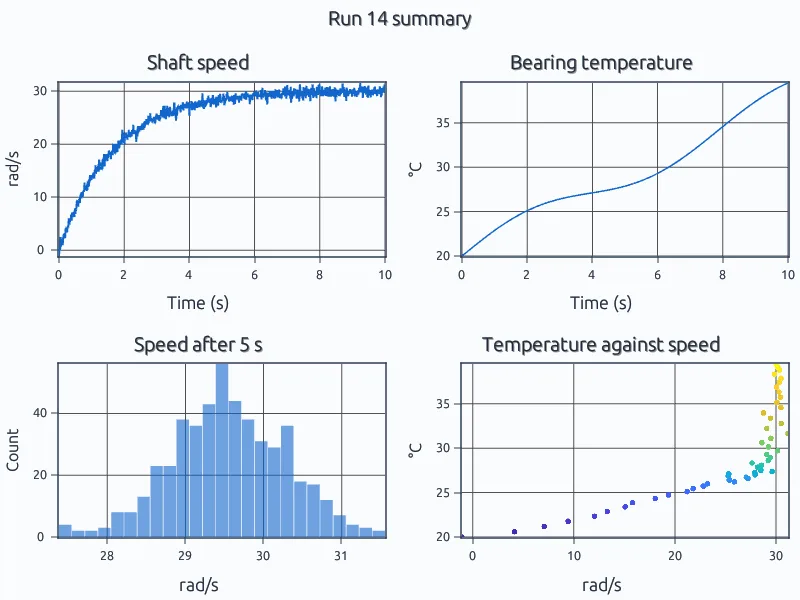 Run 14 summary
Shaft speed
30
20
10
0
rad/s
0 2 4 6 8 10
Time (s)
Bearing temperature
35
30
25
20
°C
0 2 4 6 8 10
Time (s)
Speed after 5 s
40
20
0
Count
28 29 30 31
rad/s
Temperature against speed
35
30
25
20
°C
0 10 20 30
rad/s